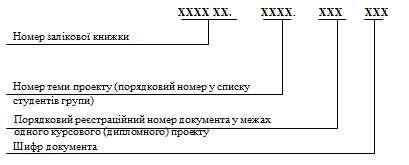 XXXX XX. XXXX. XXX XXX
Номер залікової книжки
Номер теми проекту (порядковий номер у списку
студентів групи)
Порядковий реєстраційний номер документа у межах
одного курсового (дипломного) проекту
Шифр документа